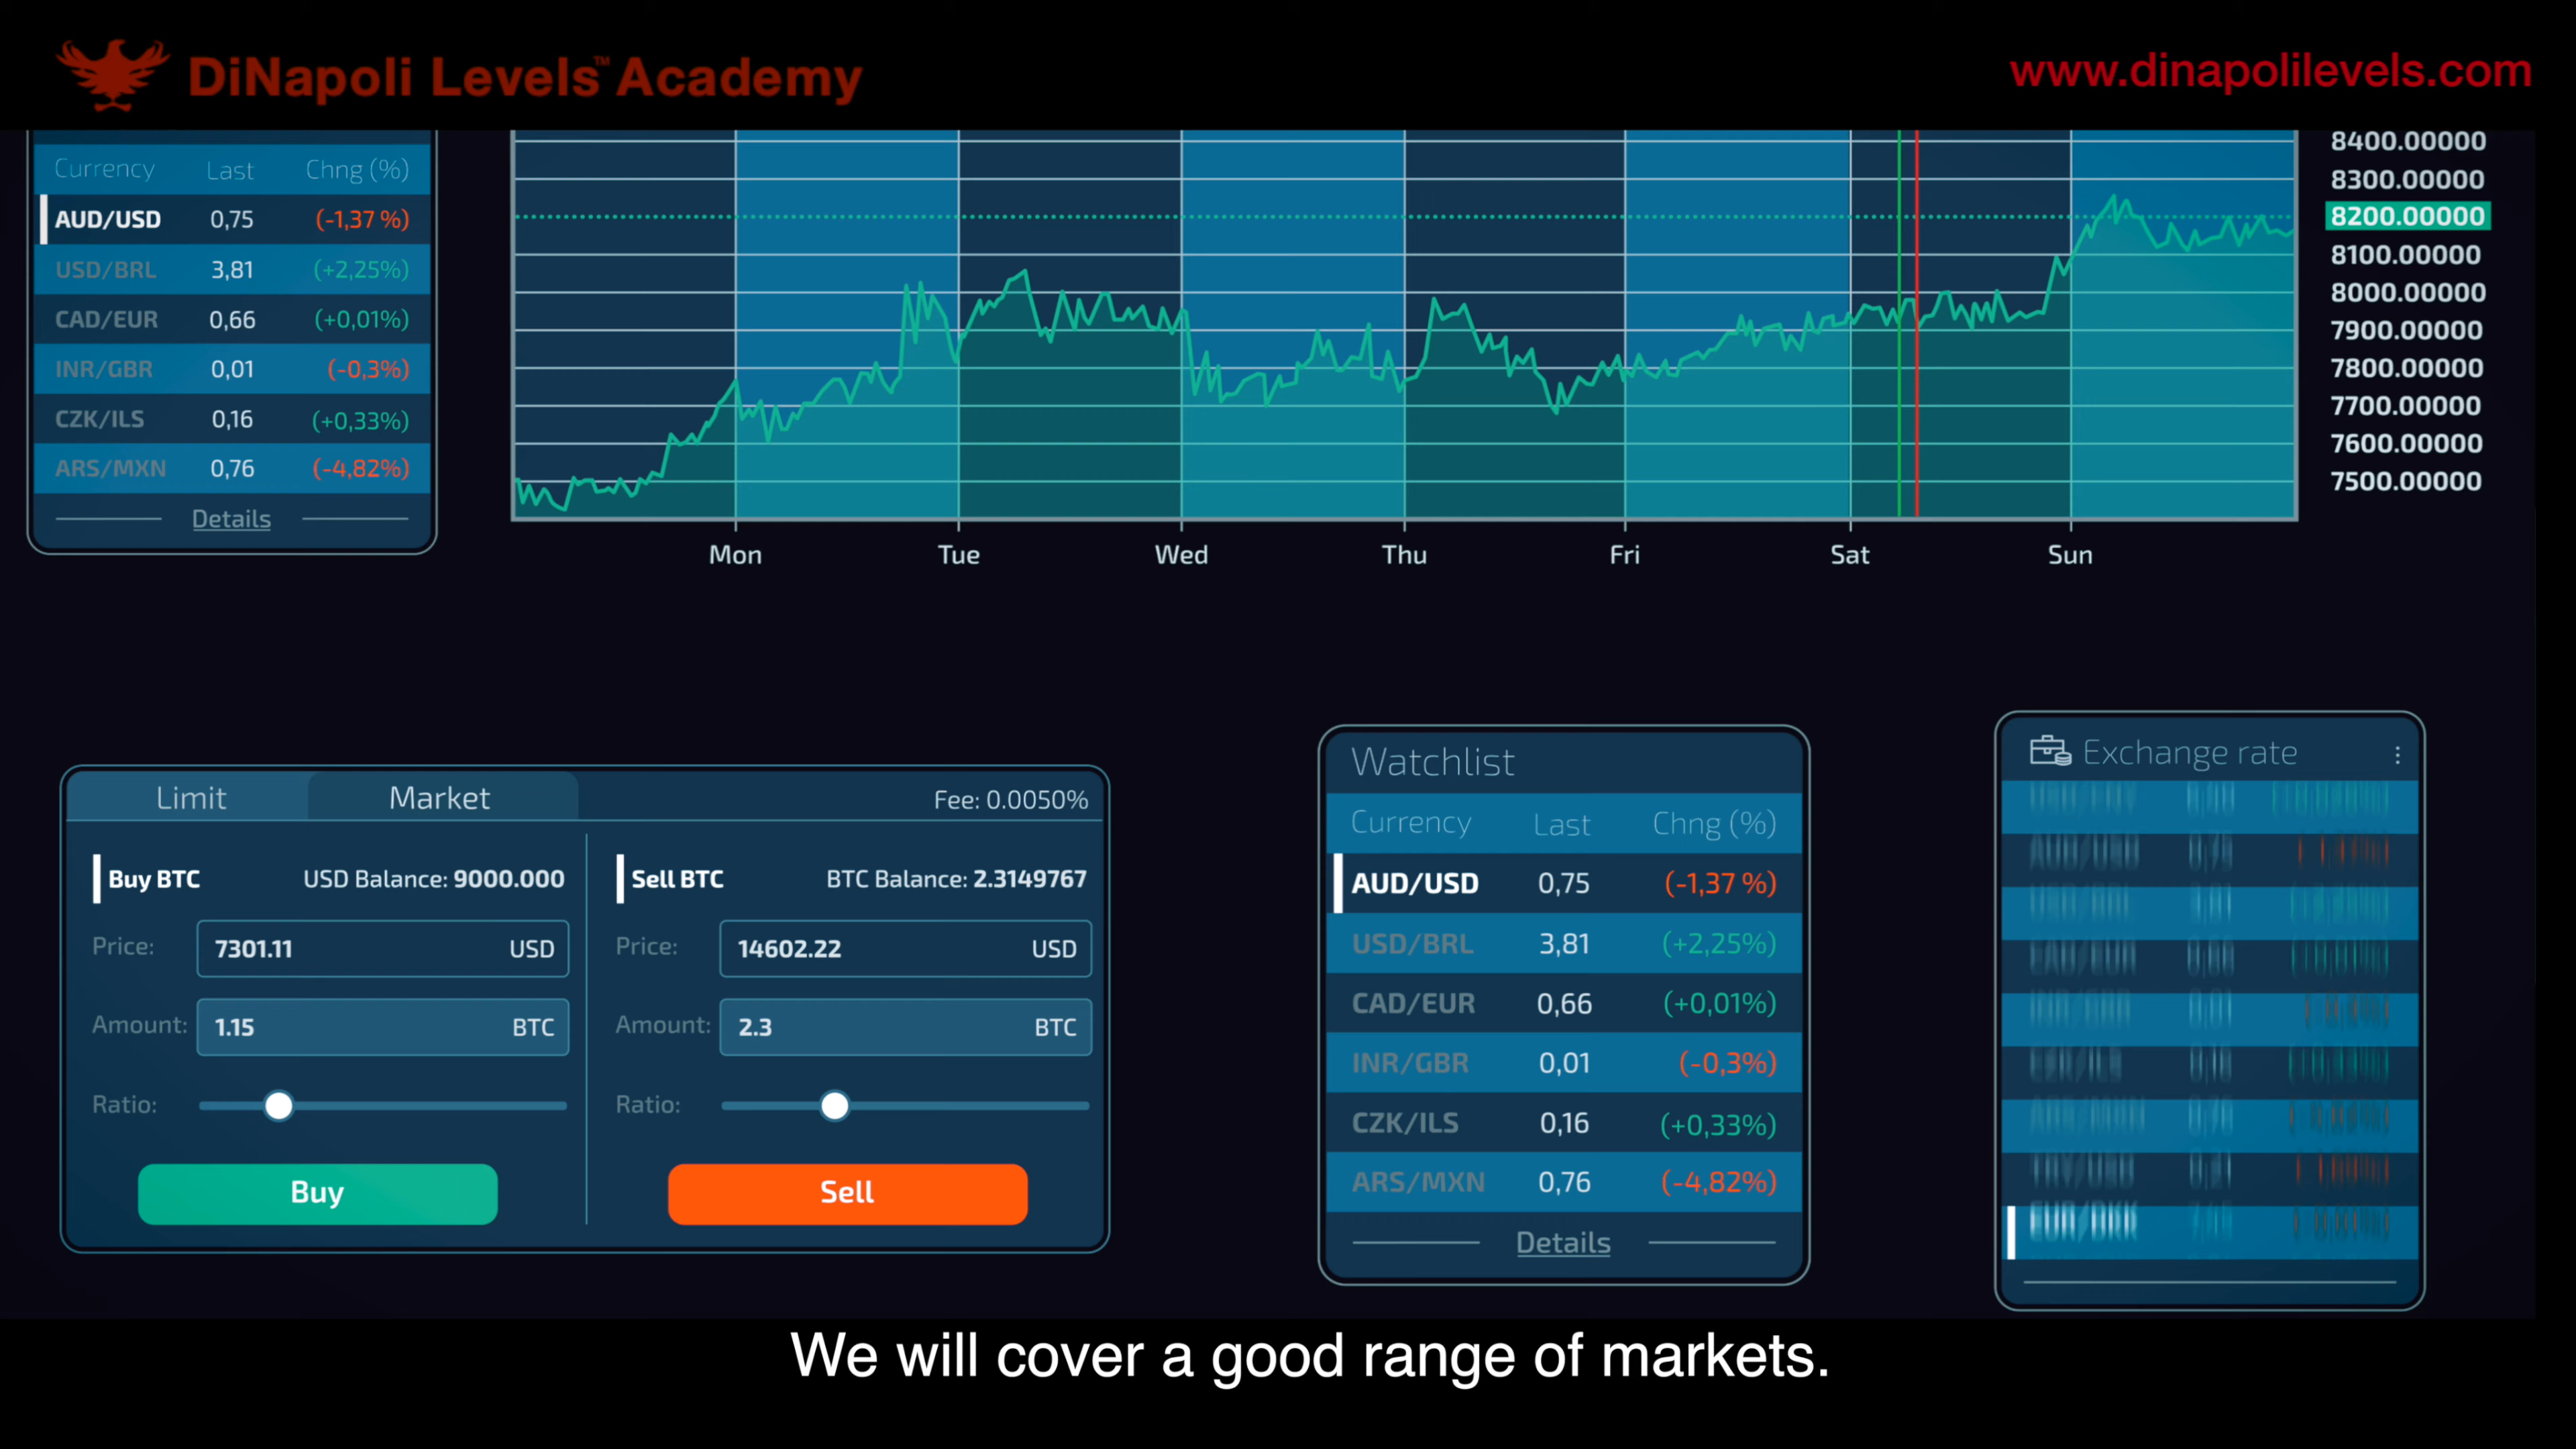 DiNapoli Levels™ Academy
www.dinapolilevels.com
Currency Last Chng (%)
AUD/USD 0,75 (-1,37 %)
USD/BRL 3,81 (+2,25%)
CAD/EUR 0,66 (+0,01%)
INR/GBR 0,01 (-0,3%)
CZK/ILS 0,16 (+0,33%)
ARS/MXN 0,76 (-4,82%)
Details
8400.00000
8300.00000
8200.00000
8100.00000
8000.00000
7900.00000
7800.00000
7700.00000
7600.00000
7500.00000
Mon Tue Wed Thu Fri Sat Sun
Limit Market Fee: 0.0050%
Buy BTC USD Balance: 9000.000
Price: 7301.11 USD
Amount: 1.15 BTC
Ratio:
Buy
Sell BTC BTC Balance: 2.3149767
Price: 14602.22 USD
Amount: 2.3 BTC
Ratio:
Sell
Watchlist
Currency Last Chng (%)
AUD/USD 0,75 (-1,37 %)
USD/BRL 3,81 (+2,25%)
CAD/EUR 0,66 (+0,01%)
INR/GBR 0,01 (-0,3%)
CZK/ILS 0,16 (+0,33%)
ARS/MXN 0,76 (-4,82%)
Details
Exchange rate
EUR/DKK
We will cover a good range of markets.